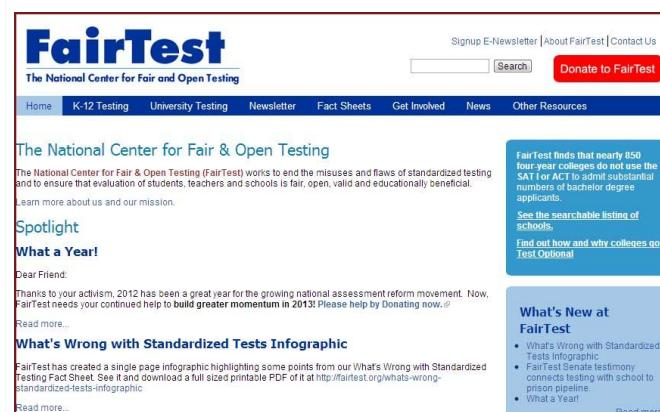 FairTest
The National Center for Fair and Open Testing
Signup E-Newsletter | About FairTest | Contact Us
Search
Donate to FairTest
Home K-12 Testing University Testing Newsletter Fact Sheets Get Involved News Other Resources
The National Center for Fair & Open Testing
The National Center for Fair & Open Testing (FairTest) works to end the misuses and flaws of standardized testing
and to ensure that evaluation of students, teachers and schools is fair, open, valid and educationally beneficial.
Learn more about us and our mission.
Spotlight
What a Year!
Dear Friend:
Thanks to your activism, 2012 has been a great year for the growing national assessment reform movement. Now,
FairTest needs your continued help to build greater momentum in 2013! Please help by Donating now.
Read more...
What's Wrong with Standardized Tests Infographic
FairTest has created a single page infographic highlighting some points from our What's Wrong with Standardized
Testing Fact Sheet. See it and download a full sized printable PDF of it at http://fairtest.org/whats-wrong-
standardized-tests-infographic
Read more...
FairTest finds that nearly 850
four-year colleges do not use the
SAT I or ACT to admit substantial
numbers of bachelor degree
applicants.
See the searchable listing of
schools.
Find out how and why colleges go
Test Optional
What's New at
FairTest
What's Wrong with Standardized
Tests Infographic
FairTest Senate testimony
connects testing with school to
prison pipeline.
What a Year!
Read more